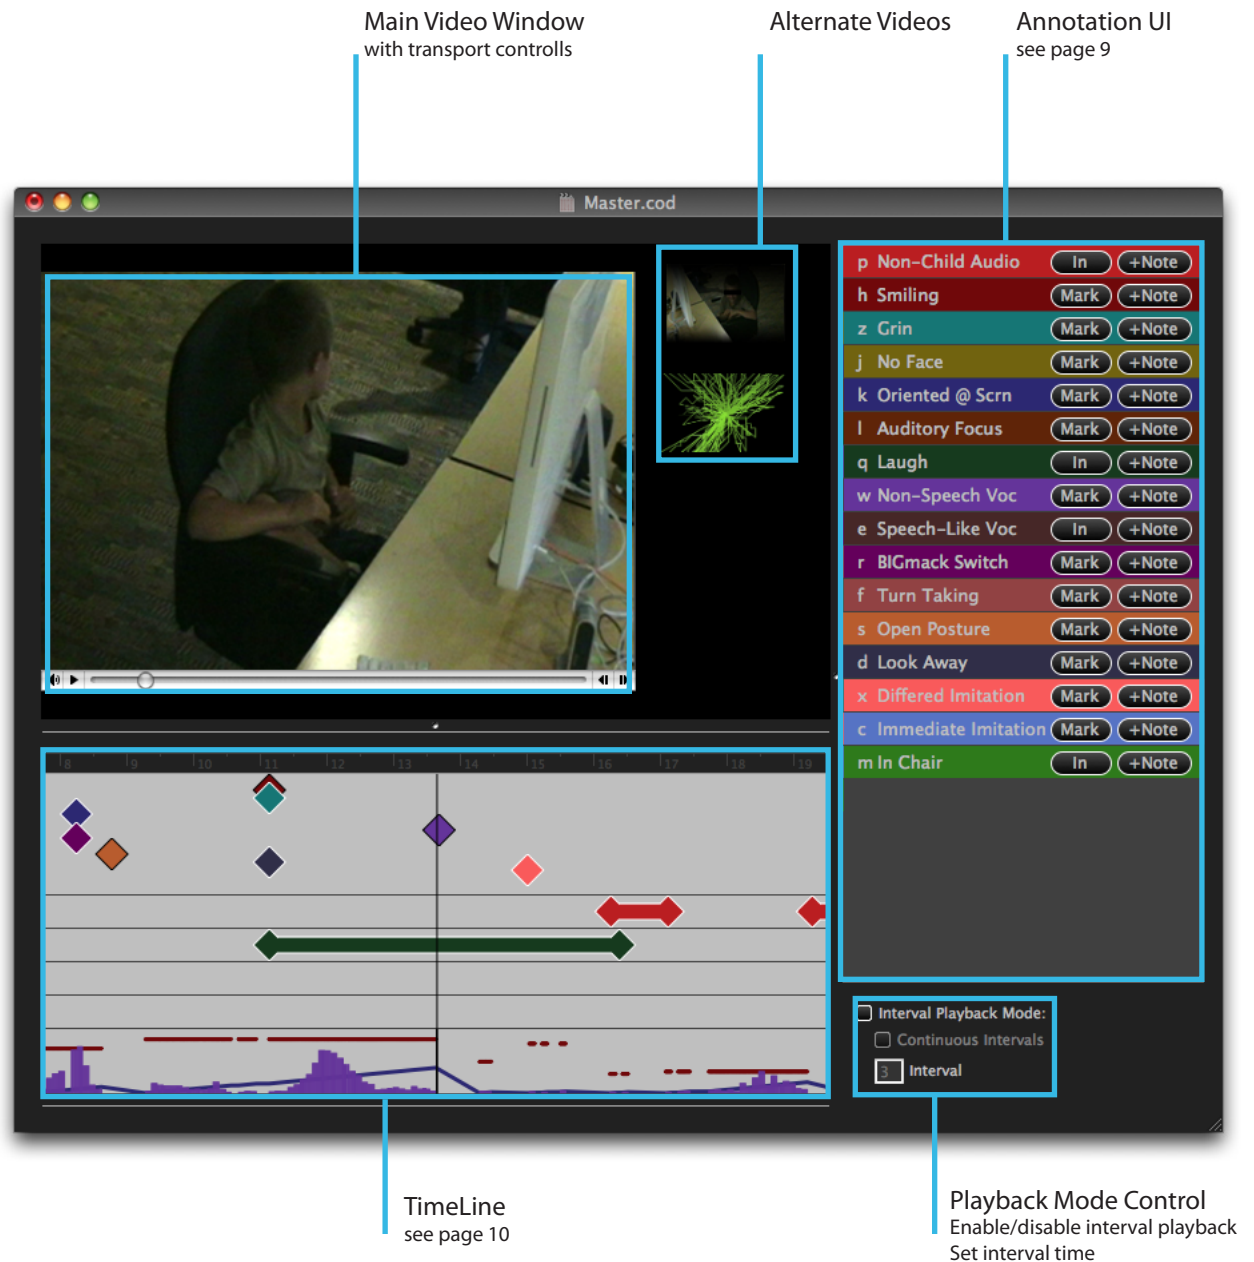 Main Video Window
with transport controlls
Alternate Videos
Annotation UI
see page 9
Master.cod
p Non-Child Audio In +Note
h Smiling Mark +Note
z Grin Mark +Note
j No Face Mark +Note
k Oriented @ Scrn Mark +Note
l Auditory Focus Mark +Note
q Laugh In +Note
w Non-Speech Voc Mark +Note
e Speech-Like Voc In +Note
r BIGmack Switch Mark +Note
f Turn Taking Mark +Note
s Open Posture Mark +Note
d Look Away Mark +Note
x Differed Imitation Mark +Note
c Immediate Imitation Mark +Note
m In Chair In +Note
8 9 10 11 12 13 14 15 16 17 18 19
Interval Playback Mode:
Continuous Intervals
3 Interval
TimeLine
see page 10
Playback Mode Control
Enable/disable interval playback
Set interval time